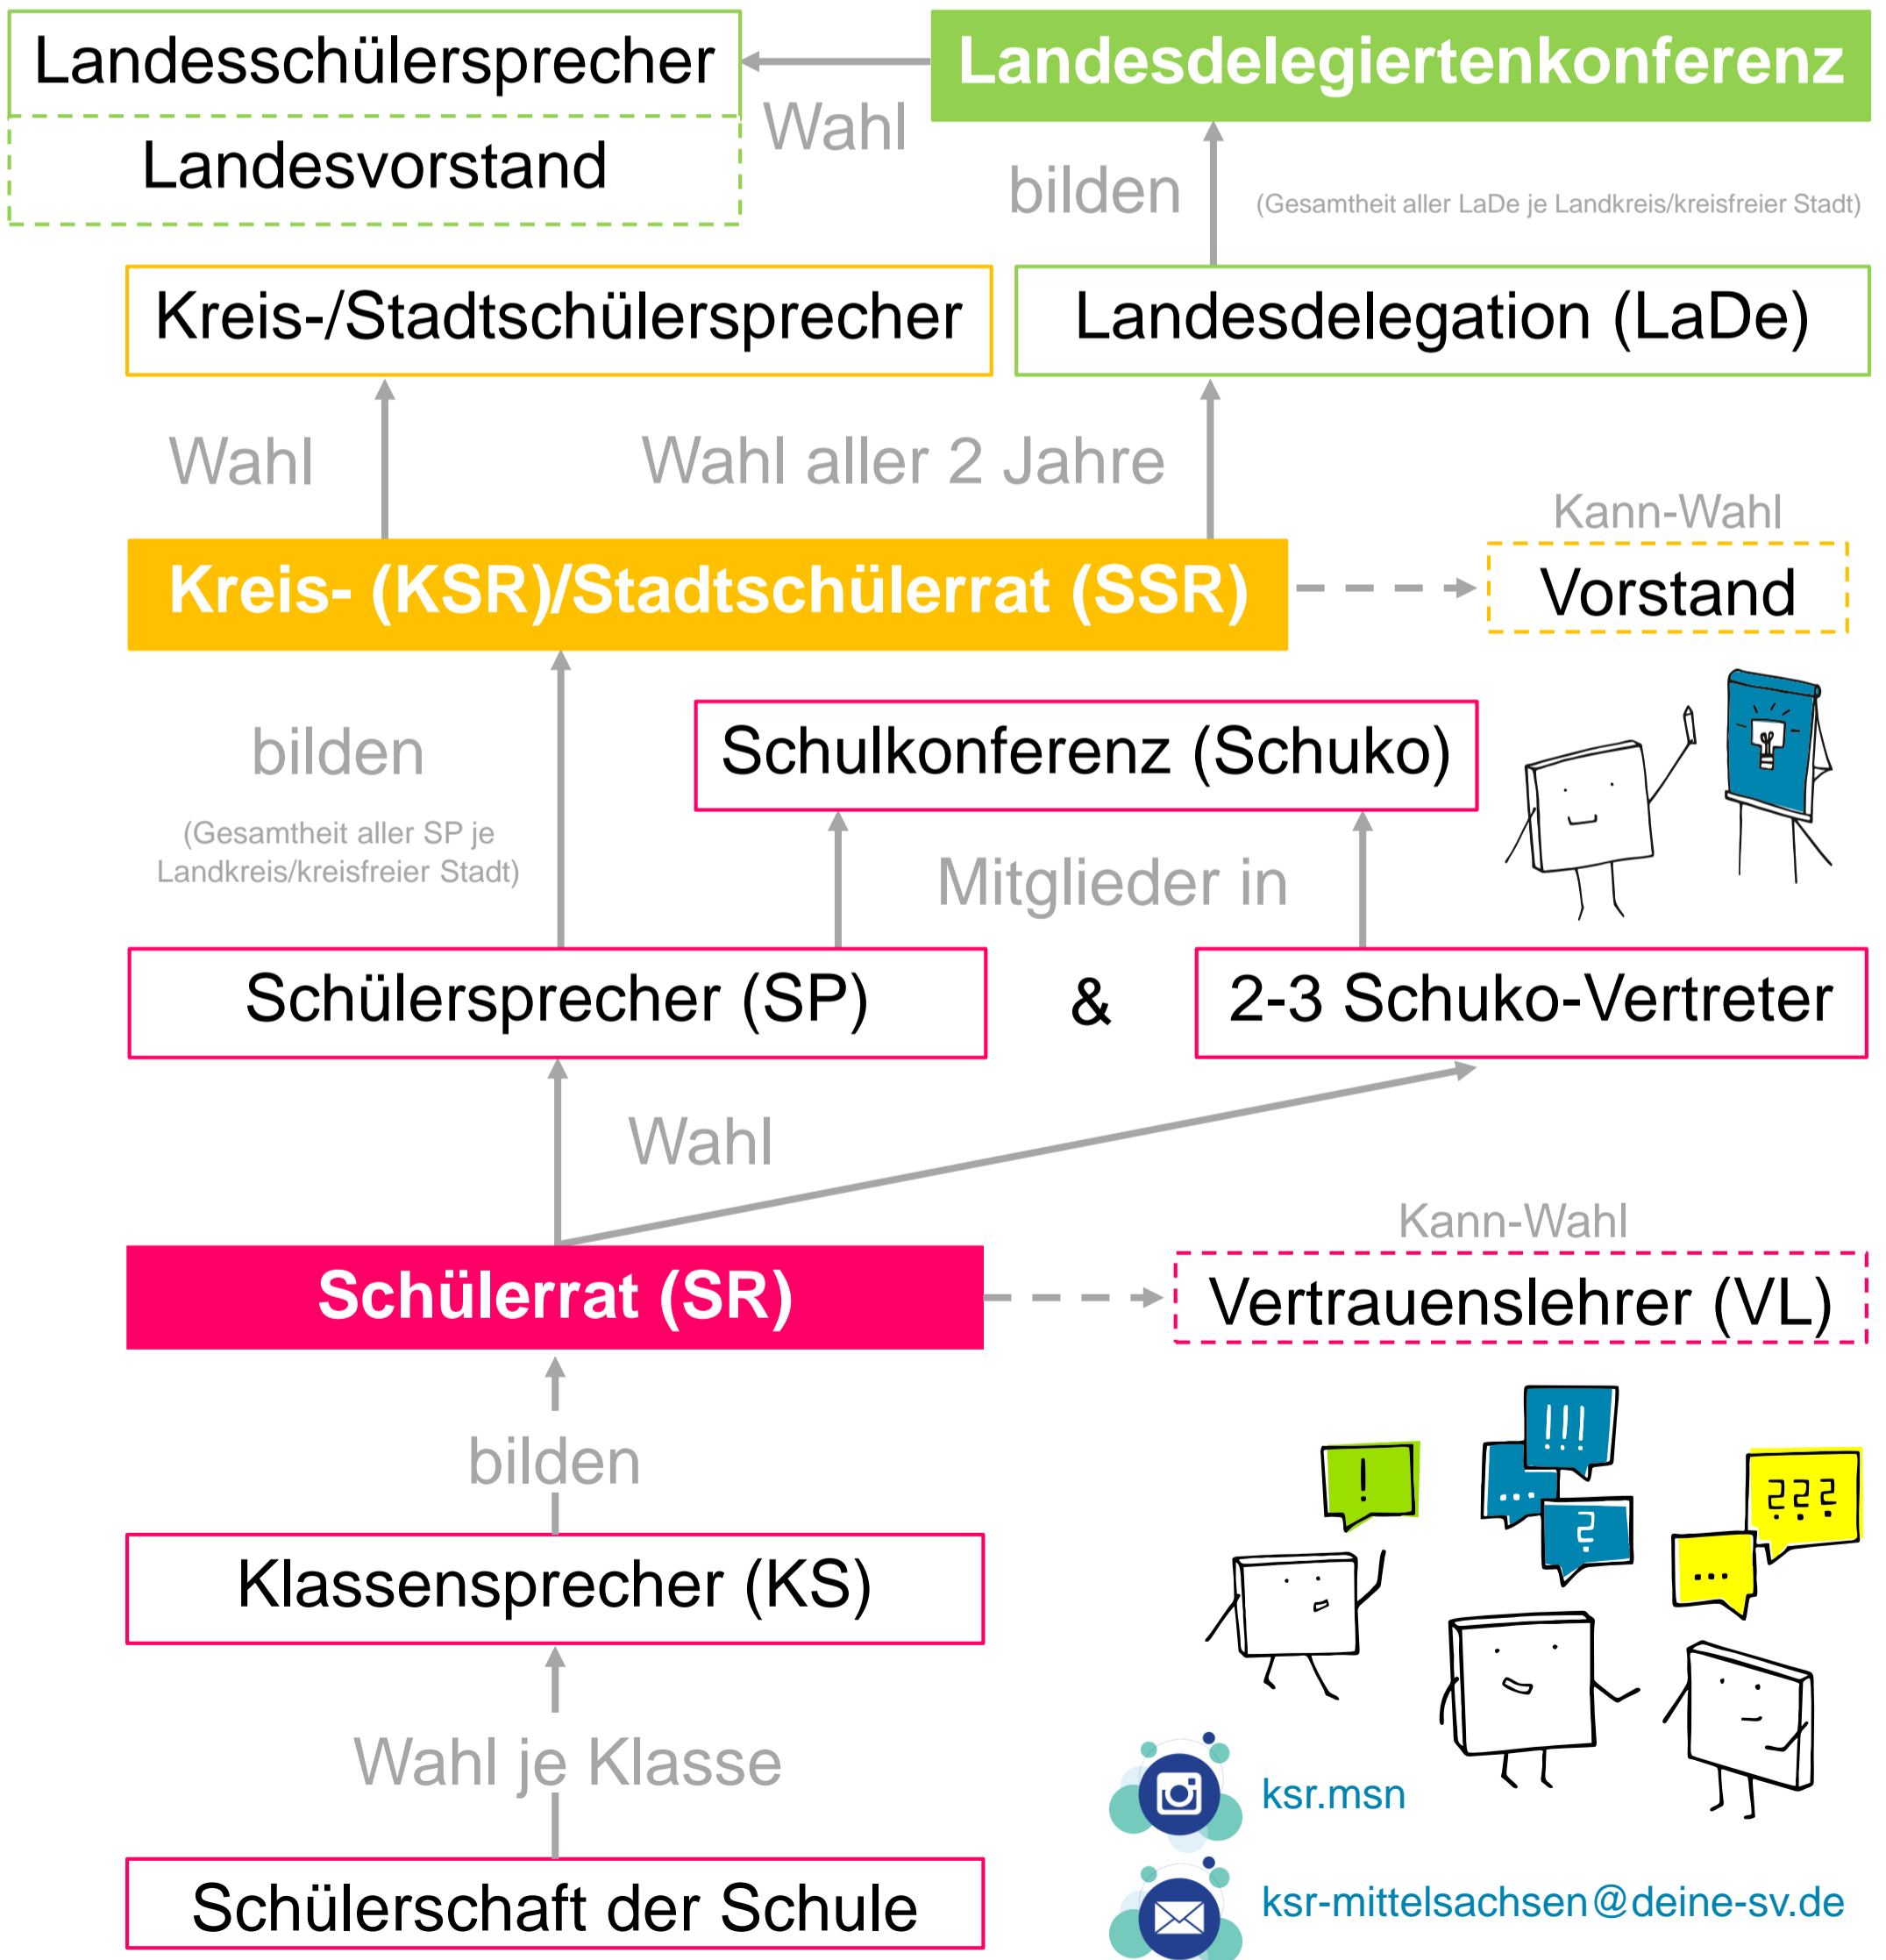 Landesschülersprecher
Landesdelegiertenkonferenz
Wahl
Landesvorstand
bilden
(Gesamtheit aller LaDe je Landkreis/kreisfreier Stadt)
Kreis-/Stadtschülersprecher
Landesdelegation (LaDe)
Wahl
Wahl aller 2 Jahre
Kann-Wahl
Kreis- (KSR)/Stadtschülerrat (SSR)
Vorstand
bilden
(Gesamtheit aller SP je
Landkreis/kreisfreier Stadt)
Schulkonferenz (Schuko)
Mitglieder in
Schülersprecher (SP)
&
2-3 Schuko-Vertreter
Wahl
Kann-Wahl
Schülerrat (SR)
Vertrauenslehrer (VL)
bilden
!
!!!
...
?
???
...
Klassensprecher (KS)
Wahl je Klasse
ksr.msn
Schülerschaft der Schule
ksr-mittelsachsen@deine-sv.de